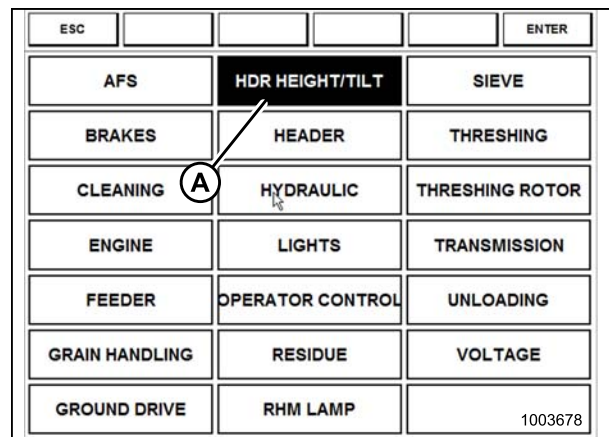 ESC ENTER
AFS HDR HEIGHT/TILT SIEVE
BRAKES HEADER THRESHING
CLEANING A HYDRAULIC THRESHING ROTOR
ENGINE LIGHTS TRANSMISSION
FEEDER OPERATOR CONTROL UNLOADING
GRAIN HANDLING RESIDUE VOLTAGE
GROUND DRIVE RHM LAMP 1003678